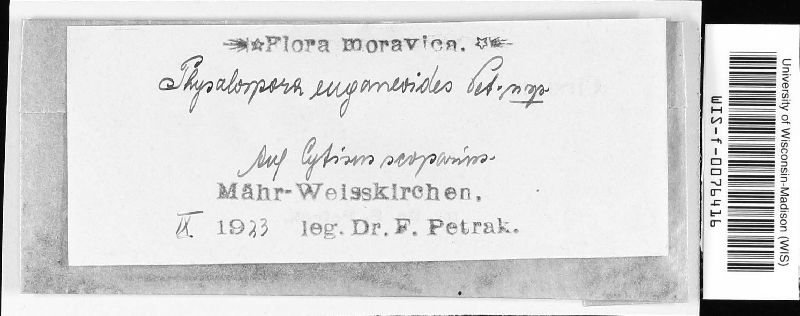 Flora moravica.
Physalospora euganeoides Pet. n. sp.
Auf Cytisus scoparius
Mähr-Weisskirchen,
IX 1923 leg. Dr. F. Petrak.
University of Wisconsin-Madison (WIS)
WIS-f-0076416